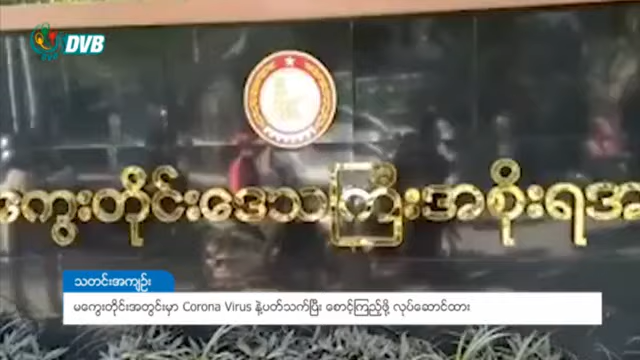 DVB
မကွေးတိုင်းဒေသကြီးအစိုးရအ
သတင်းအကျဉ်း
မကွေးတိုင်းအတွင်းမှာ Corona Virus နဲ့ပတ်သက်ပြီး စောင့်ကြည့်ဖို့ လုပ်ဆောင်ထား